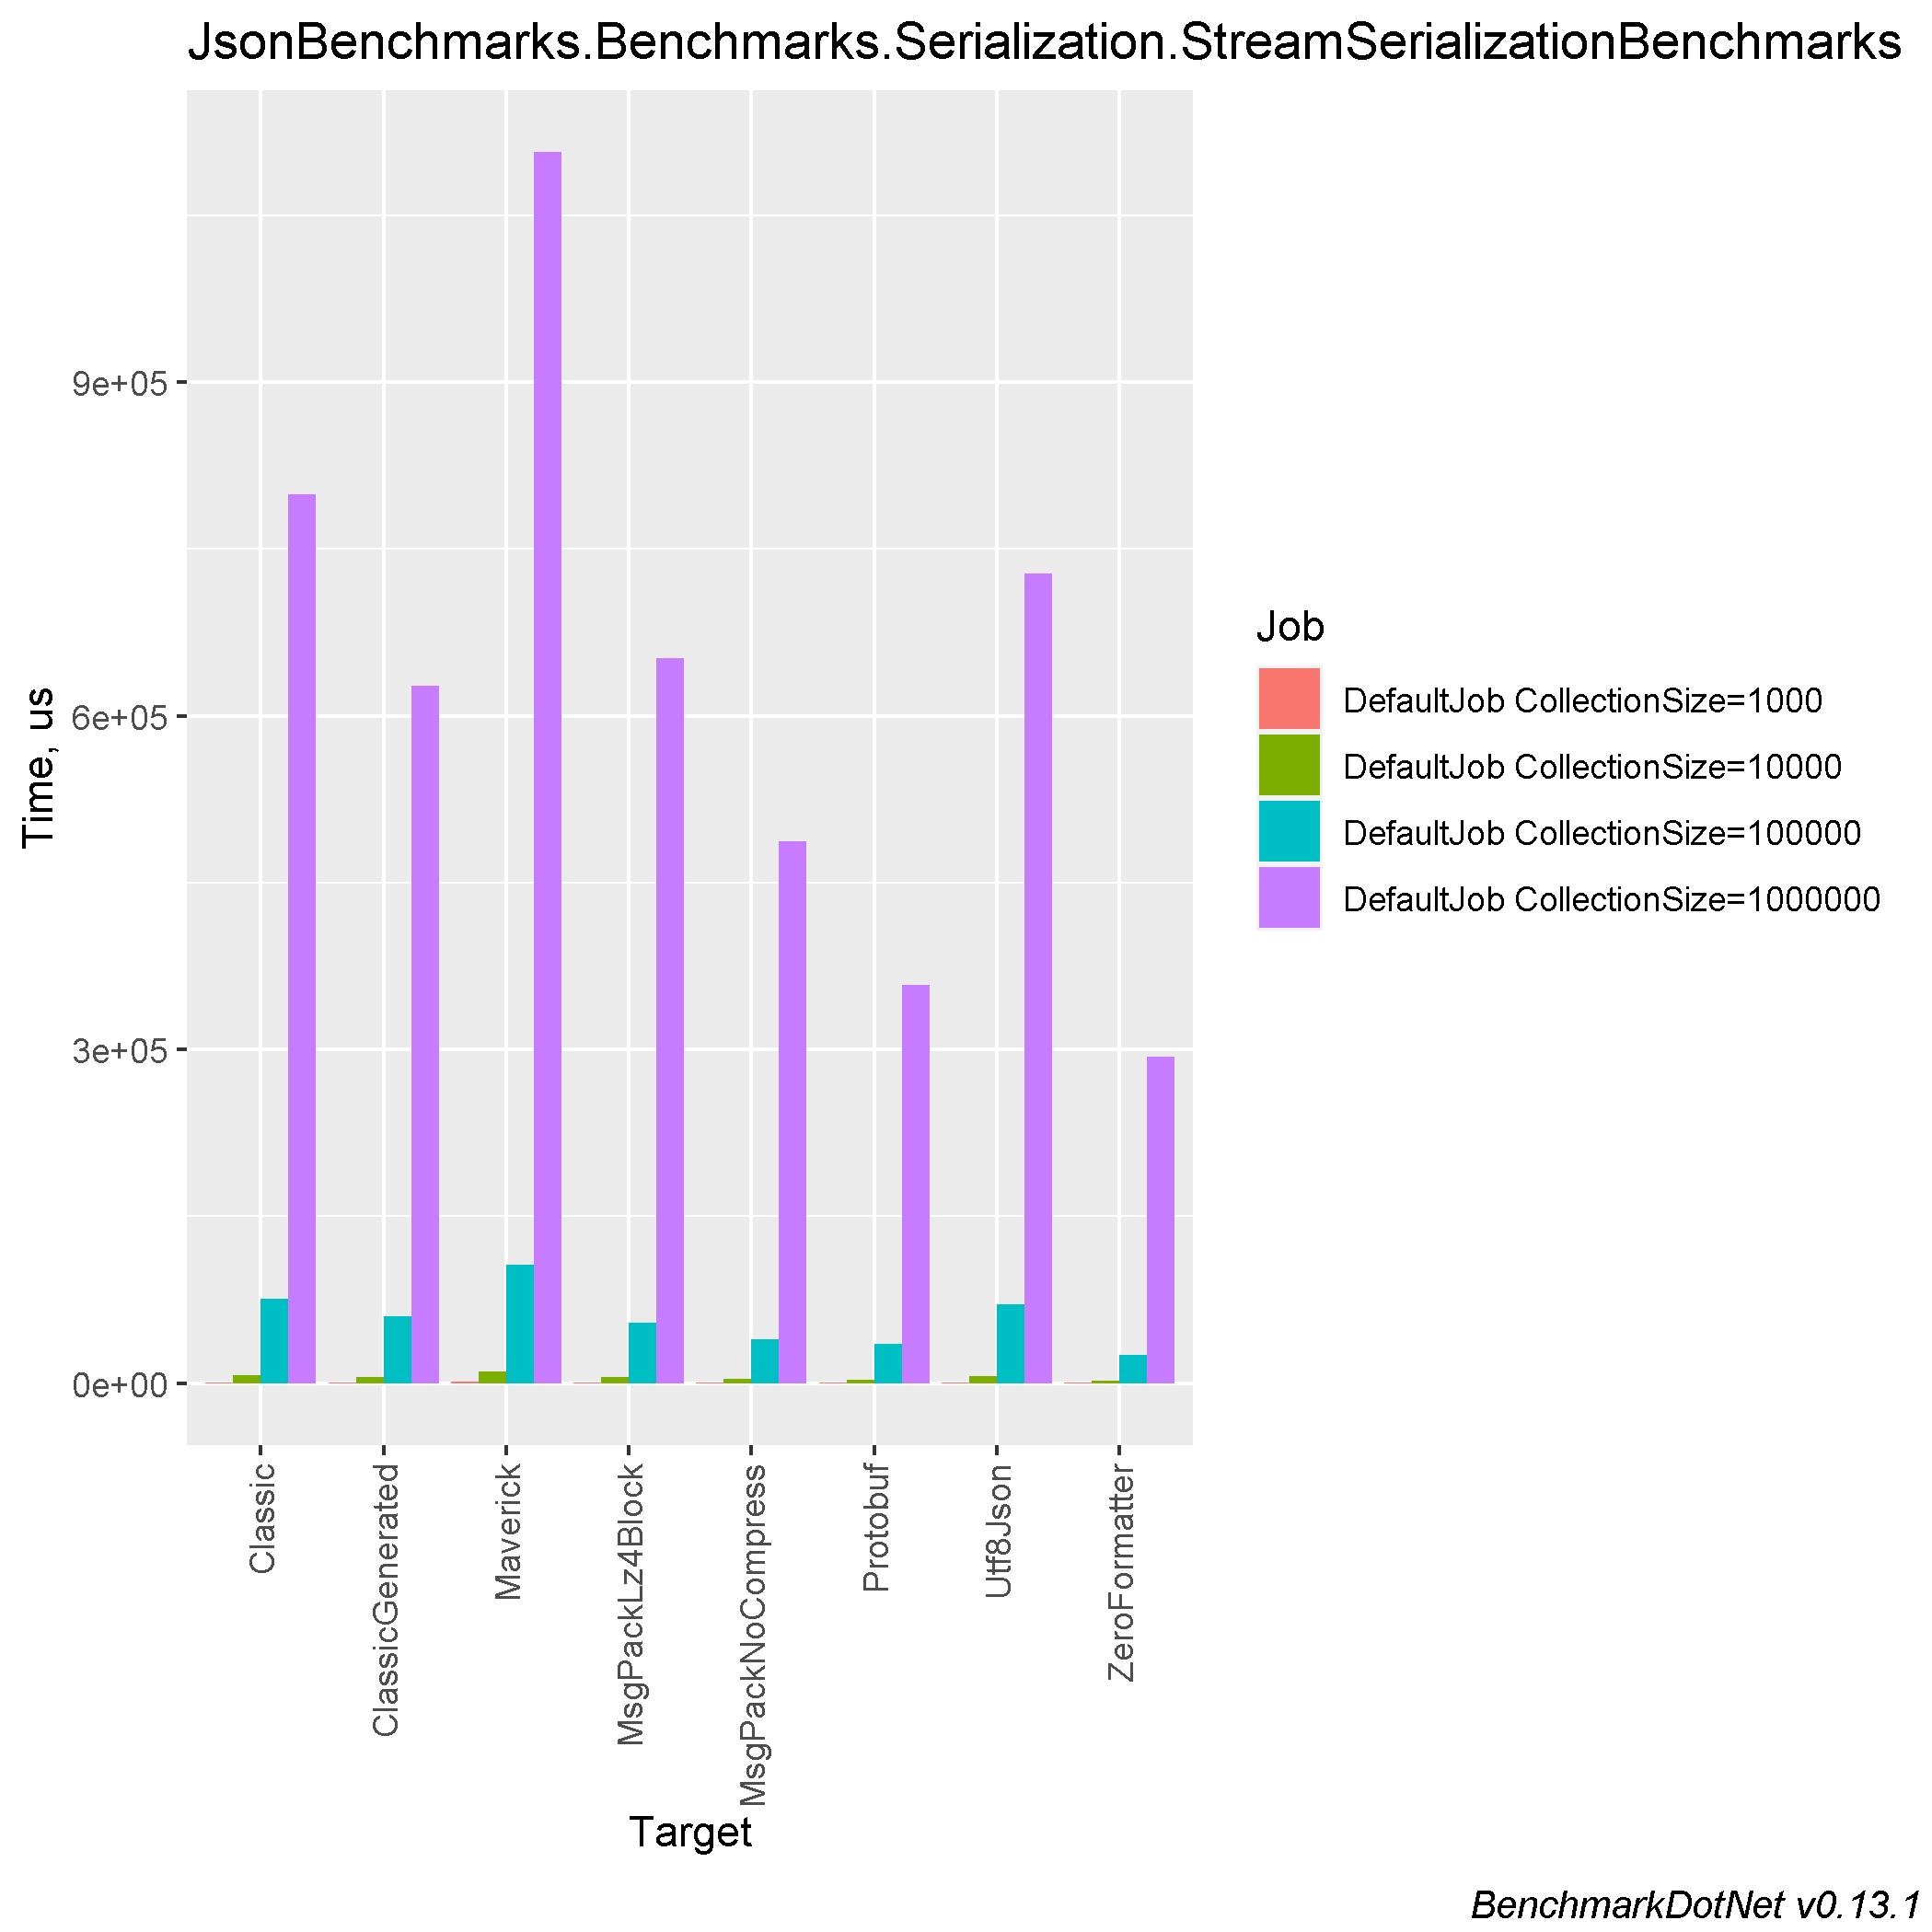 JsonBenchmarks.Benchmarks.Serialization.StreamSerializationBenchmarks
Time, us
9e+05
6e+05
3e+05
0e+00
Classic
ClassicGenerated
Maverick
MsgPackLz4Block
MsgPackNoCompress
Protobuf
Utf8Json
ZeroFormatter
Target
Job
DefaultJob CollectionSize=1000
DefaultJob CollectionSize=10000
DefaultJob CollectionSize=100000
DefaultJob CollectionSize=1000000
BenchmarkDotNet v0.13.1